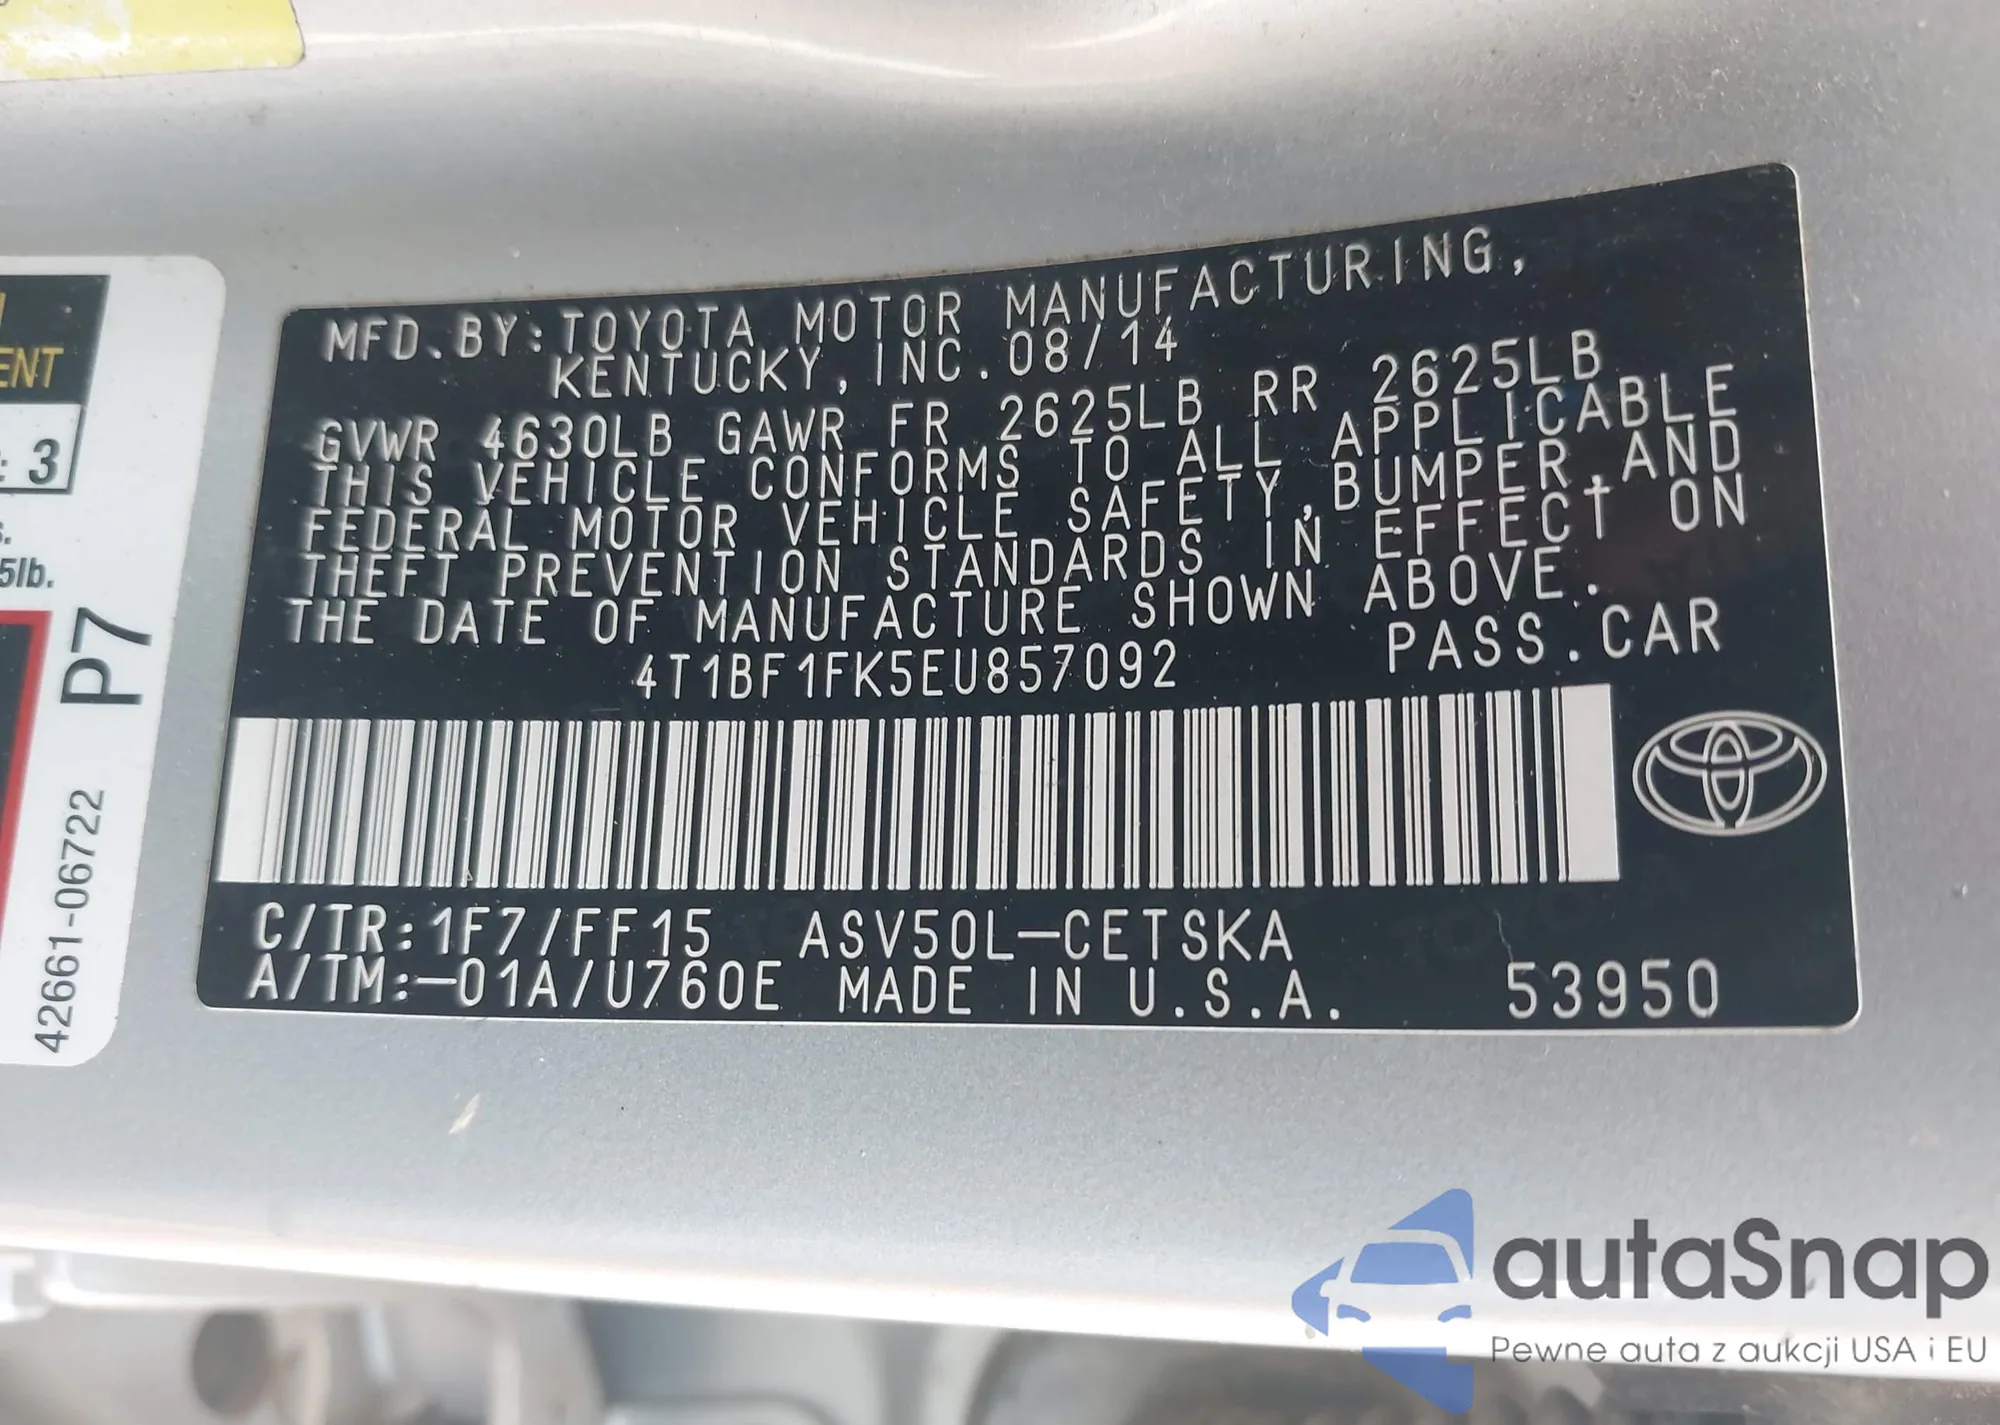 MFD.BY:TOYOTA MOTOR MANUFACTURING,
KENTUCKY, INC.08/14
GVWR 4630LB GAWR FR 2625LB RR 2625LB
THIS VEHICLE CONFORMS TO ALL APPLICABLE
FEDERAL MOTOR VEHICLE SAFETY,BUMPER,AND
THEFT PREVENTION STANDARDS IN EFFECT ON
THE DATE OF MANUFACTURE SHOWN ABOVE.
4T1BF1FK5EU857092 PASS.CAR
C/TR:1F7/FF15 ASV50L-CETSKA
A/TM:-01A/U760E MADE IN U.S.A. 53950
ENT
: 3
5lb.
P7
42661-06722
autaSnap
Pewne auta z aukcji USA i EU